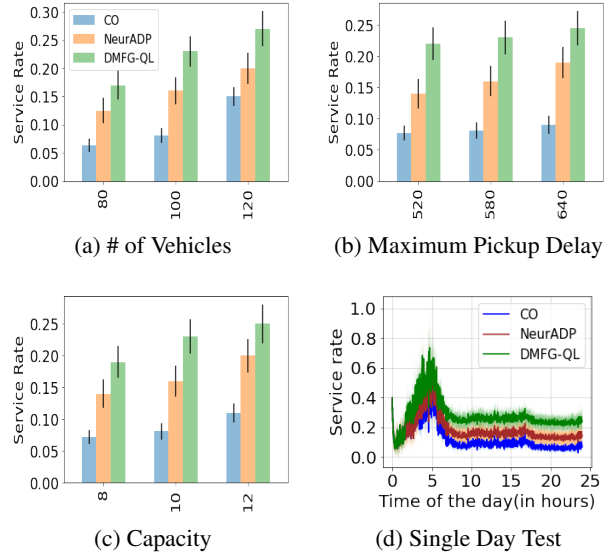 0.30
0.25
0.20
0.15
0.10
0.05
0.00
Service Rate
CO
NeurADP
DMFG-QL
80
100
120
(a) # of Vehicles
0.25
0.20
0.15
0.10
0.05
0.00
Service Rate
520
580
640
(b) Maximum Pickup Delay
0.25
0.20
0.15
0.10
0.05
0.00
Service Rate
8
10
12
(c) Capacity
1.0
0.8
0.6
0.4
0.2
0.0
Service rate
CO
NeurADP
DMFG-QL
0 5 10 15 20 25
Time of the day(in hours)
(d) Single Day Test